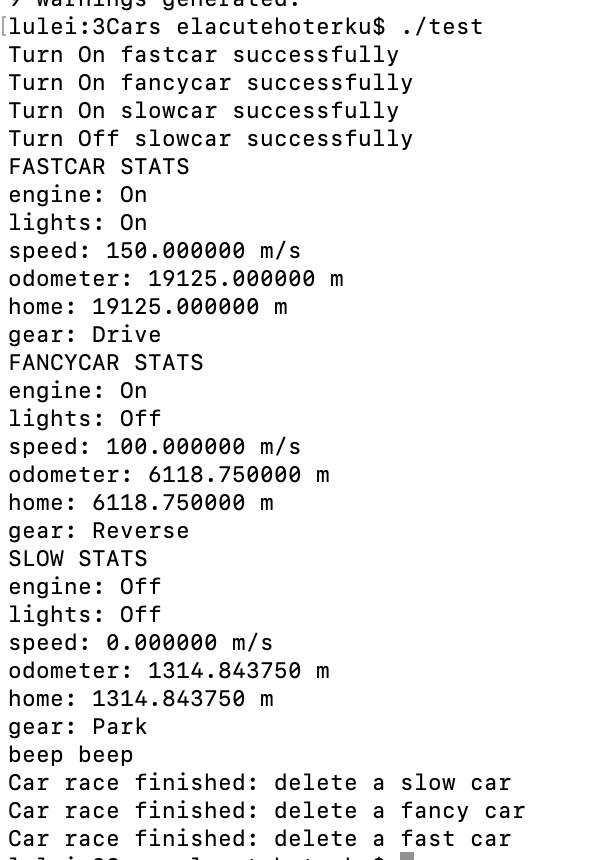 9 warnings generated.
[lulei:3Cars elacutehoterku$ ./test
Turn On fastcar successfully
Turn On fancycar successfully
Turn On slowcar successfully
Turn Off slowcar successfully
FASTCAR STATS
engine: On
lights: On
speed: 150.000000 m/s
odometer: 19125.000000 m
home: 19125.000000 m
gear: Drive
FANCYCAR STATS
engine: On
lights: Off
speed: 100.000000 m/s
odometer: 6118.750000 m
home: 6118.750000 m
gear: Reverse
SLOW STATS
engine: Off
lights: Off
speed: 0.000000 m/s
odometer: 1314.843750 m
home: 1314.843750 m
gear: Park
beep beep
Car race finished: delete a slow car
Car race finished: delete a fancy car
Car race finished: delete a fast car